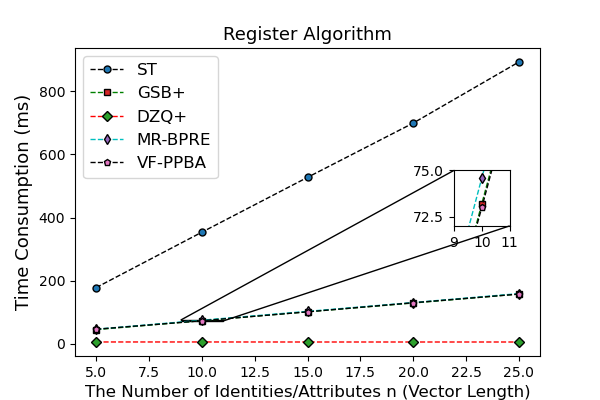 Register Algorithm
Time Consumption (ms)
800
600
400
200
0
ST
GSB+
DZQ+
MR-BPRE
VF-PPBA
75.0
72.5
9 10 11
5.0 7.5 10.0 12.5 15.0 17.5 20.0 22.5 25.0
The Number of Identities/Attributes n (Vector Length)